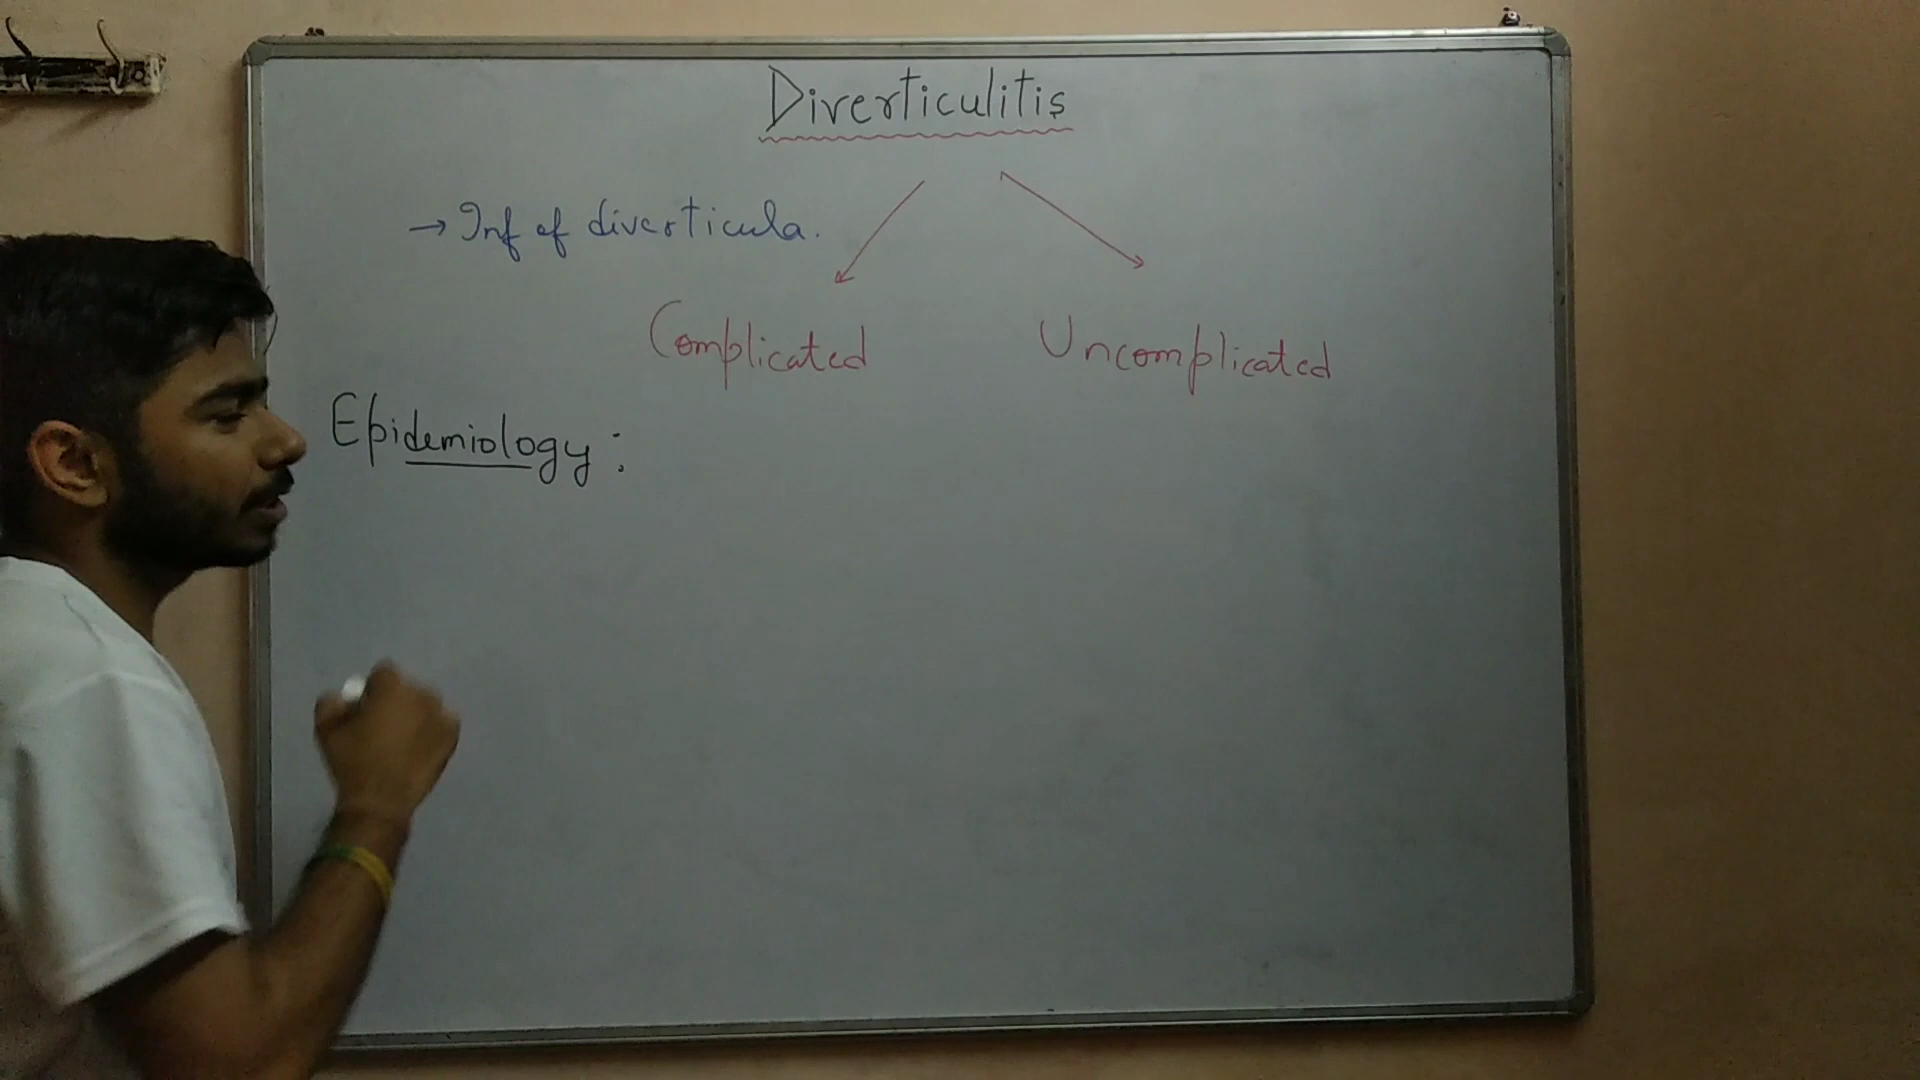 Diverticulitis
→ Inf of diverticula.
Complicated Uncomplicated
Epidemiology :